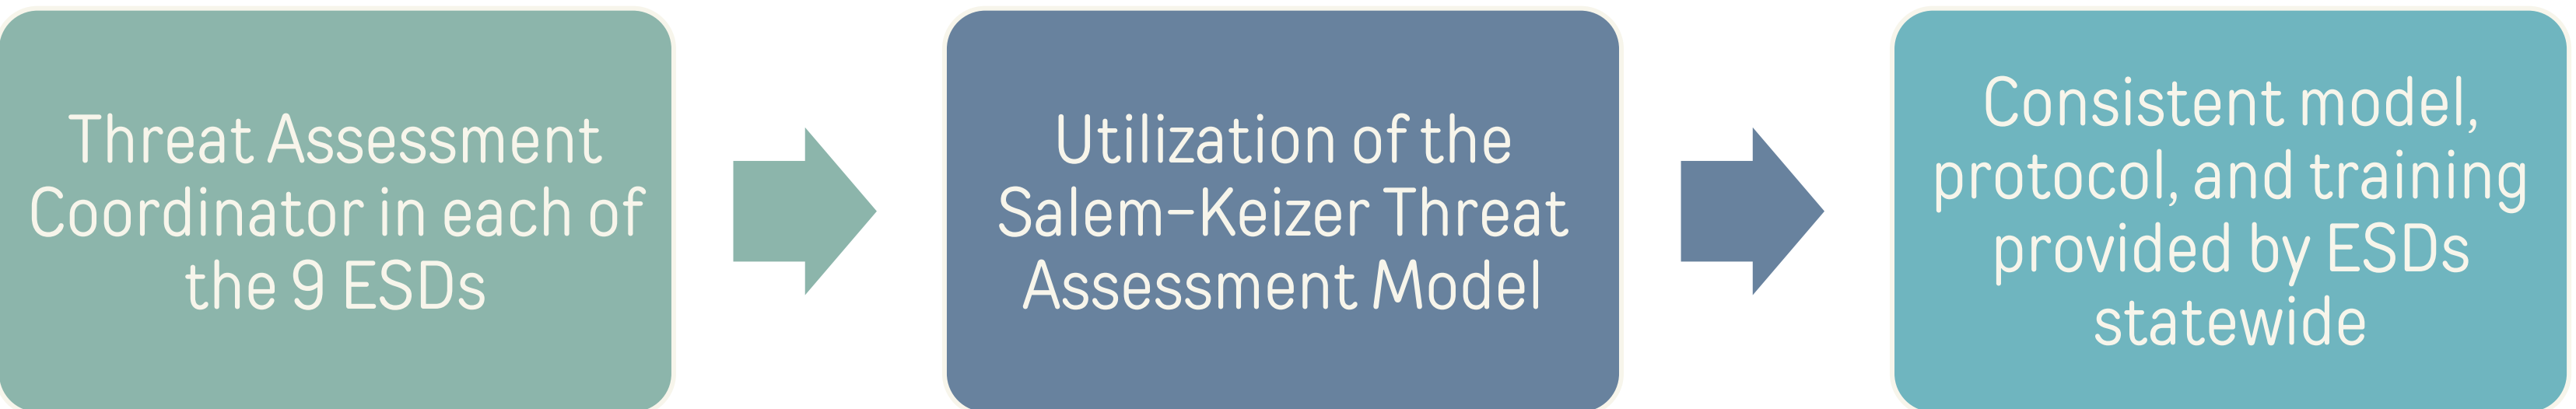 Threat Assessment
Coordinator in each of
the 9 ESDs
Utilization of the
Salem-Keizer Threat
Assessment Model
Consistent model,
protocol, and training
provided by ESDs
statewide